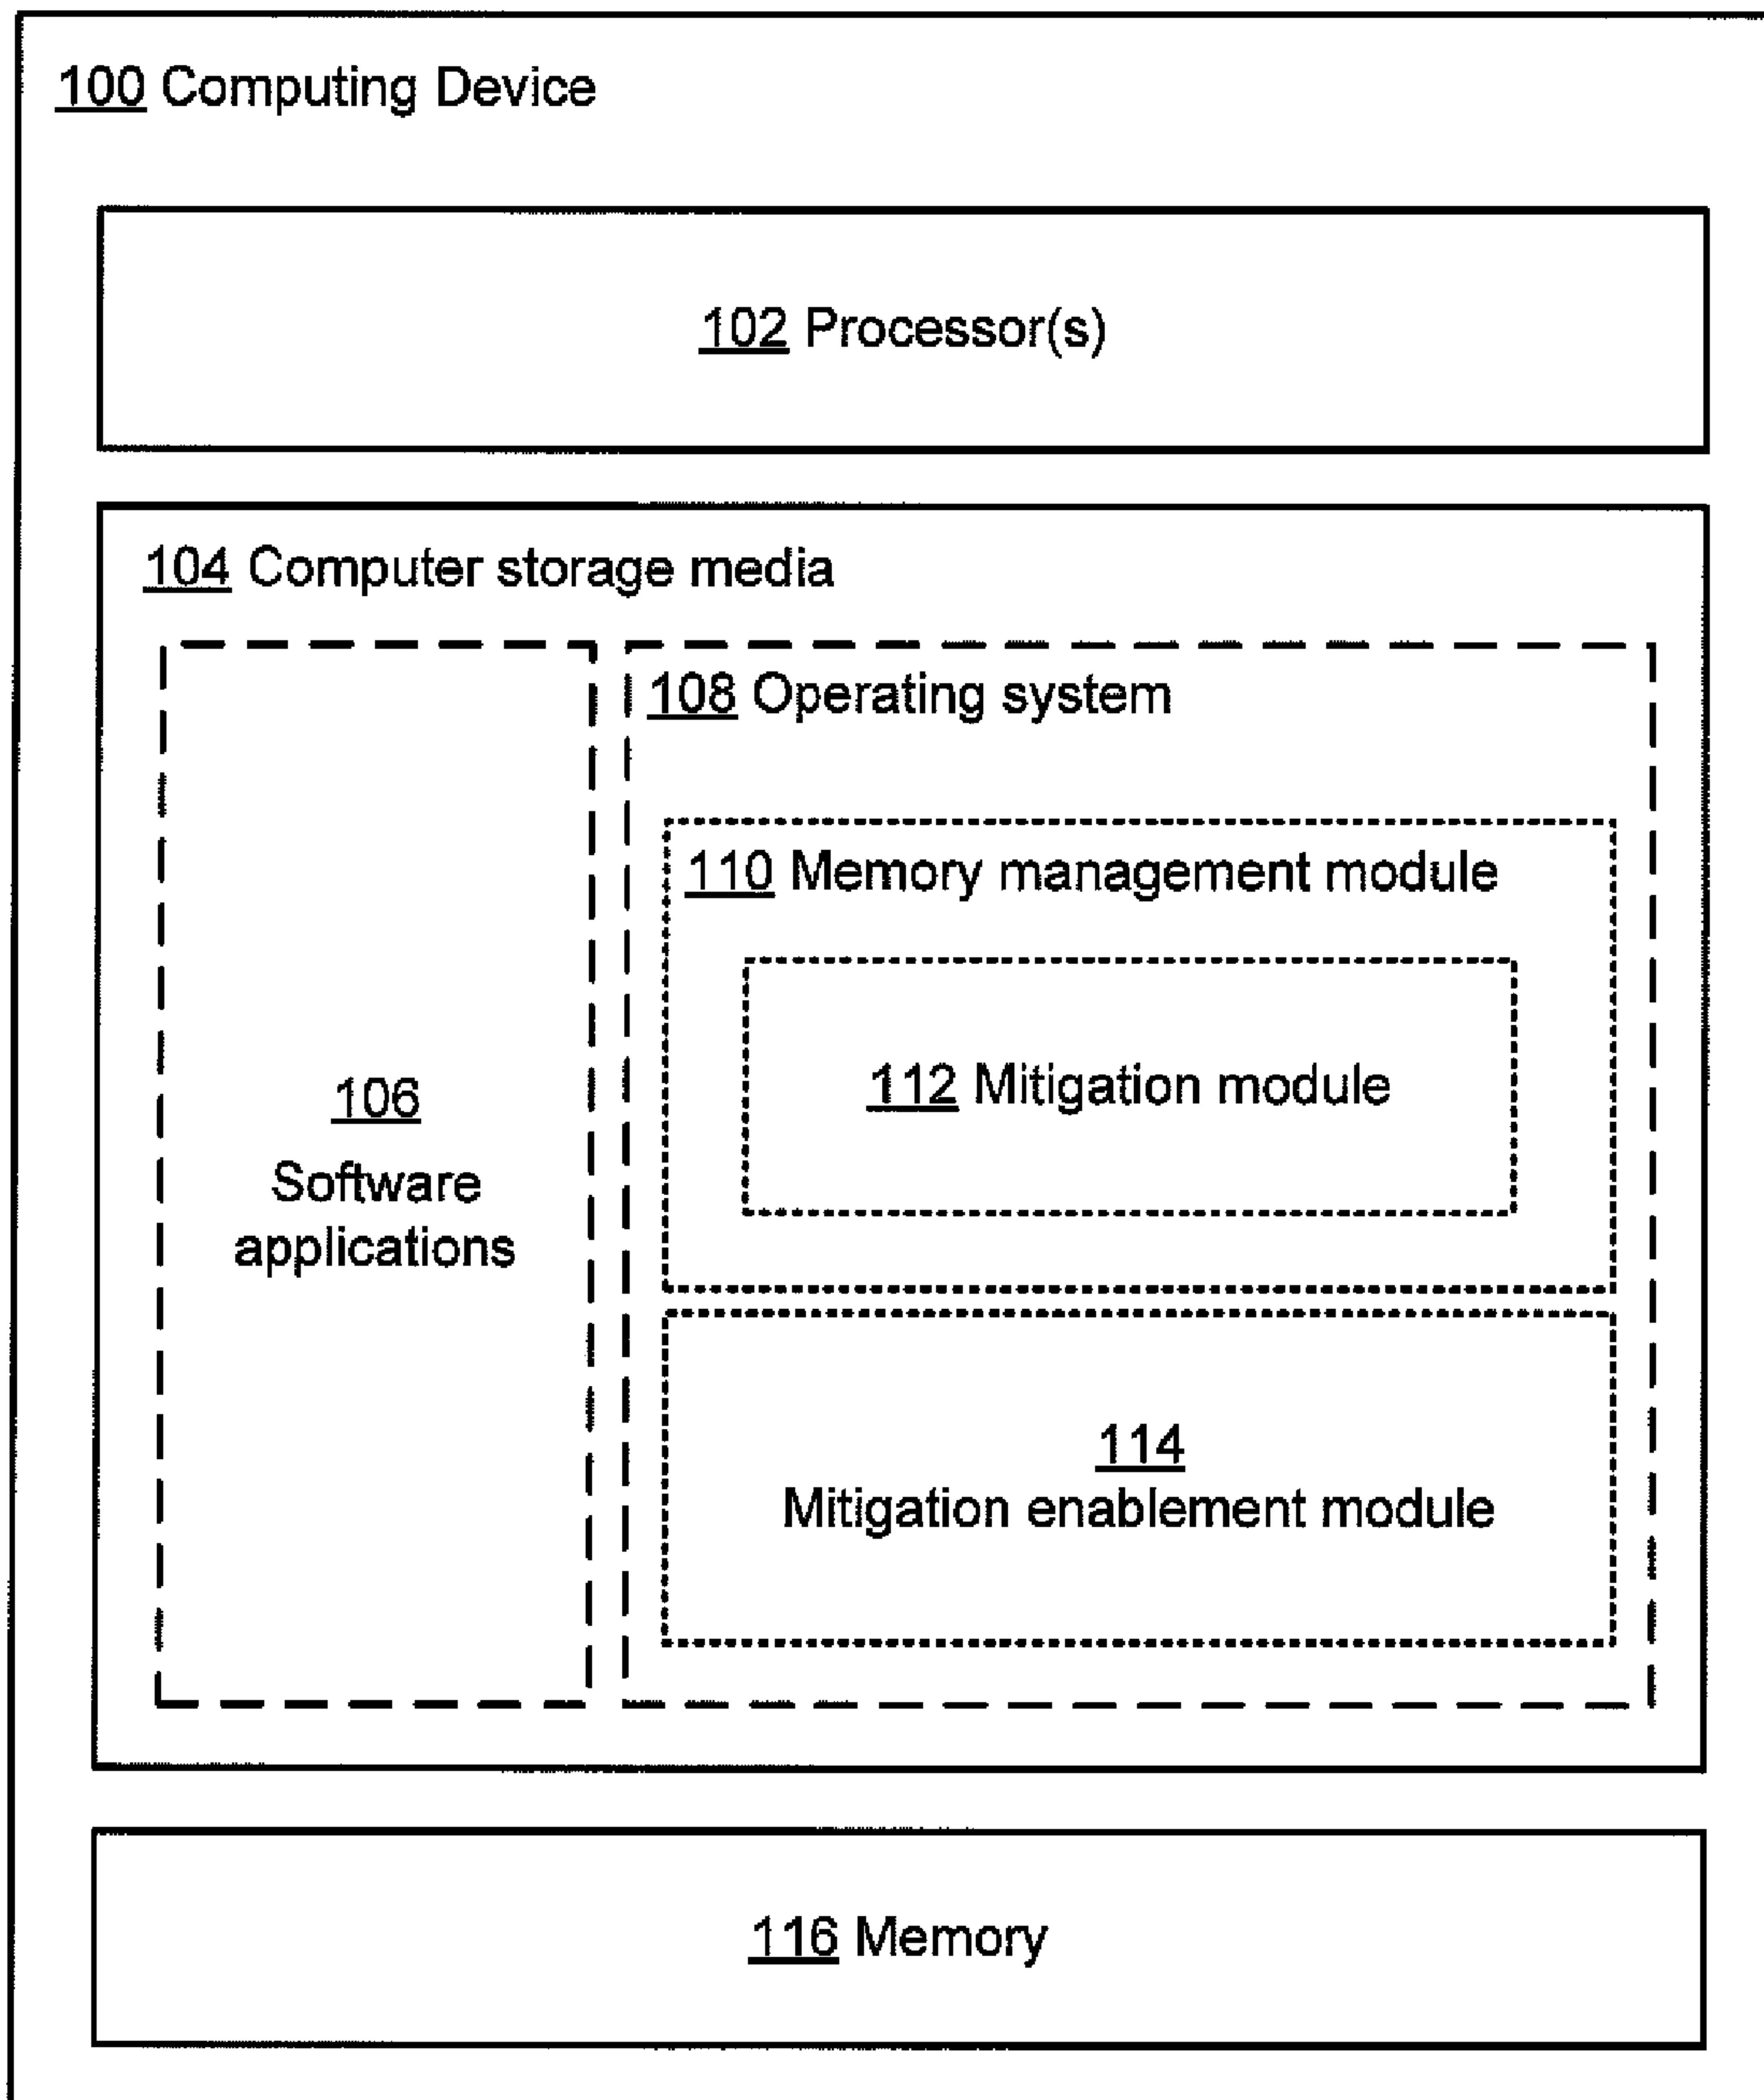 100 Computing Device
102 Processor(s)
104 Computer storage media
106
Software
applications
108 Operating system
110 Memory management module
112 Mitigation module
114
Mitigation enablement module
116 Memory